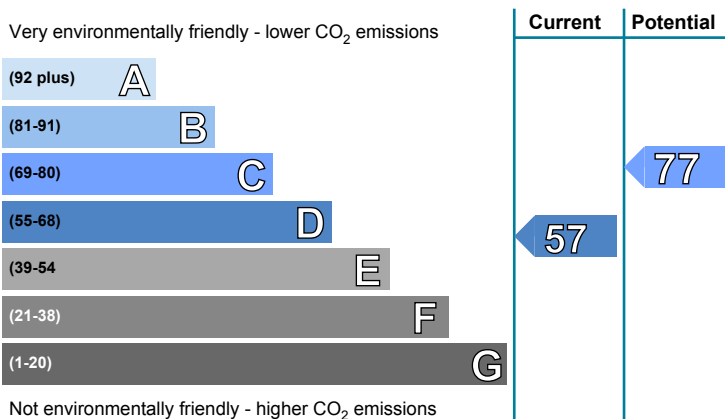 Very environmentally friendly - lower CO2 emissions
Current
Potential
(92 plus) A
(81-91) B
(69-80) C
77
(55-68) D
57
(39-54 E
(21-38) F
(1-20) G
Not environmentally friendly - higher CO2 emissions